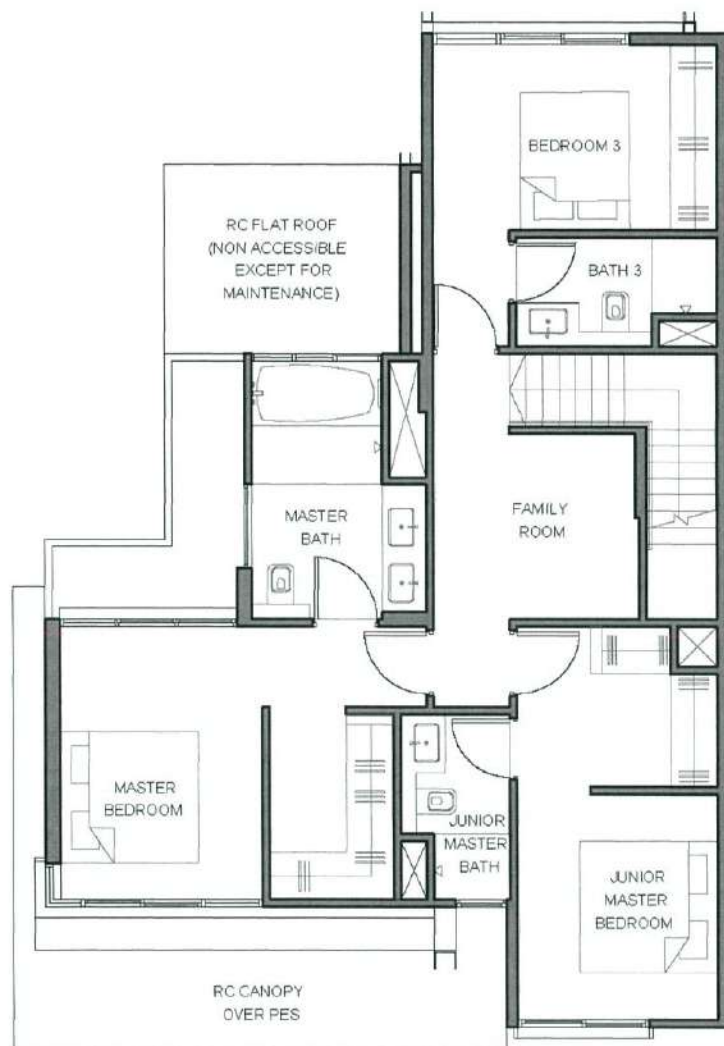 BEDROOM 3
RC FLAT ROOF
(NON ACCESSIBLE
EXCEPT FOR
MAINTENANCE)
BATH 3
MASTER
BATH
FAMILY
ROOM
MASTER
BEDROOM
JUNIOR
MASTER
BATH
JUNIOR
MASTER
BEDROOM
RC CANOPY
OVER PES